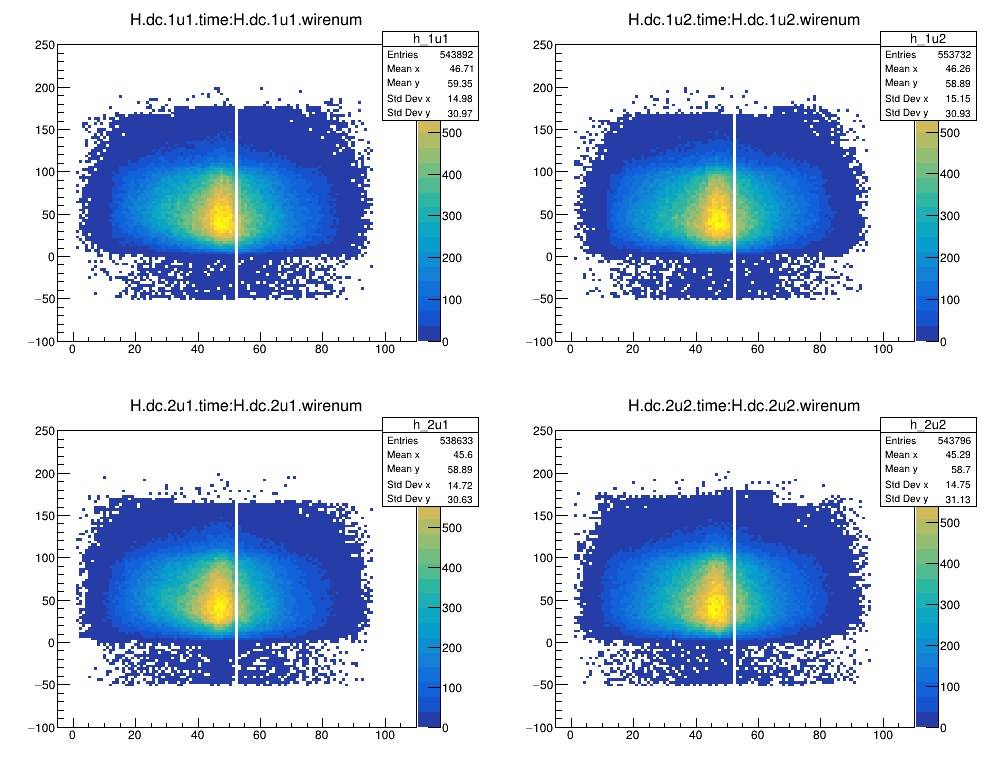 H.dc.1u1.time:H.dc.1u1.wirenum
h_1u1
Entries 543892
Mean x 46.71
Mean y 59.35
Std Dev x 14.98
Std Dev y 30.97
250
200
150
100
50
0
−50
−100
0 20 40 60 80 100
500
400
300
200
100
0
H.dc.1u2.time:H.dc.1u2.wirenum
h_1u2
Entries 553732
Mean x 46.26
Mean y 58.89
Std Dev x 15.15
Std Dev y 30.93
250
200
150
100
50
0
−50
−100
0 20 40 60 80 100
500
400
300
200
100
0
H.dc.2u1.time:H.dc.2u1.wirenum
h_2u1
Entries 538633
Mean x 45.6
Mean y 58.89
Std Dev x 14.72
Std Dev y 30.63
250
200
150
100
50
0
−50
−100
0 20 40 60 80 100
500
400
300
200
100
0
H.dc.2u2.time:H.dc.2u2.wirenum
h_2u2
Entries 543796
Mean x 45.29
Mean y 58.7
Std Dev x 14.75
Std Dev y 31.13
250
200
150
100
50
0
−50
−100
0 20 40 60 80 100
500
400
300
200
100
0